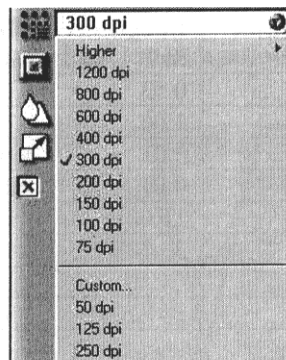 300 dpi
Higher
1200 dpi
800 dpi
600 dpi
400 dpi
300 dpi
200 dpi
150 dpi
100 dpi
75 dpi
Custom...
50 dpi
125 dpi
250 dpi